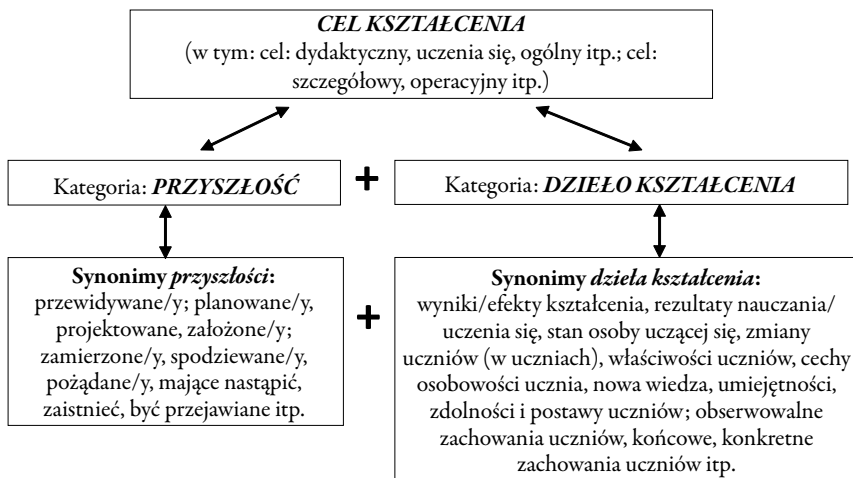 CEL KSZTAŁCENIA
(w tym: cel: dydaktyczny, uczenia się, ogólny itp.; cel:
szczegółowy, operacyjny itp.)
Kategoria: PRZYSZŁOŚĆ
+
Kategoria: DZIEŁO KSZTAŁCENIA
Synonimy przyszłości:
przewidywane/y; planowane/y,
projektowane, założone/y;
zamierzone/y, spodziewane/y,
pożądane/y, mające nastąpić,
zaistnieć, być przejawiane itp.
+
Synonimy dzieła kształcenia:
wyniki/efekty kształcenia, rezultaty nauczania/
uczenia się, stan osoby uczącej się, zmiany
uczniów (w uczniach), właściwości uczniów, cechy
osobowości ucznia, nowa wiedza, umiejętności,
zdolności i postawy uczniów; obserwowalne
zachowania uczniów, końcowe, konkretne
zachowania uczniów itp.